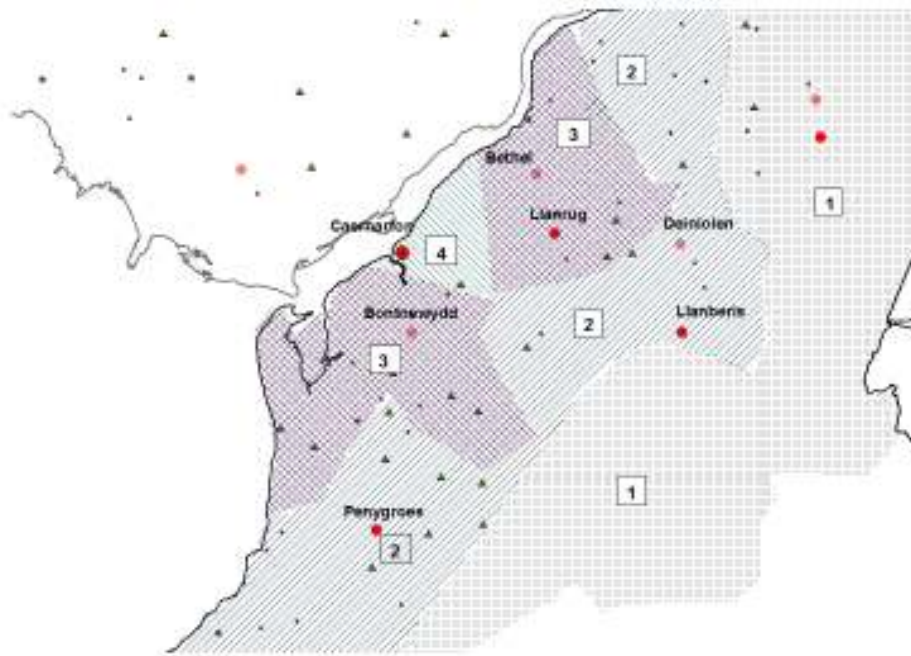 2
3
Bethel
1
Llanrug
Deiniolen
Caernarfon
4
Llanberis
2
Bontnewydd
3
1
Penygroes
2